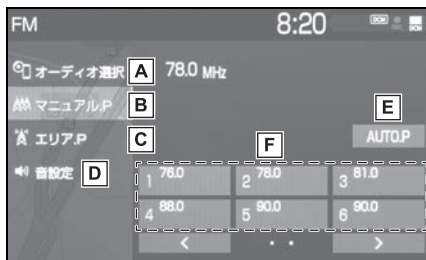 FM 8:20 DCM DCM
オーディオ選択 A 78.0 MHz
マニュアル.P B
エリア.P C
E
AUTO.P
音設定 D
F
1 76.0 2 78.0 3 81.0
4 88.0 5 90.0 6 90.0
< • • >